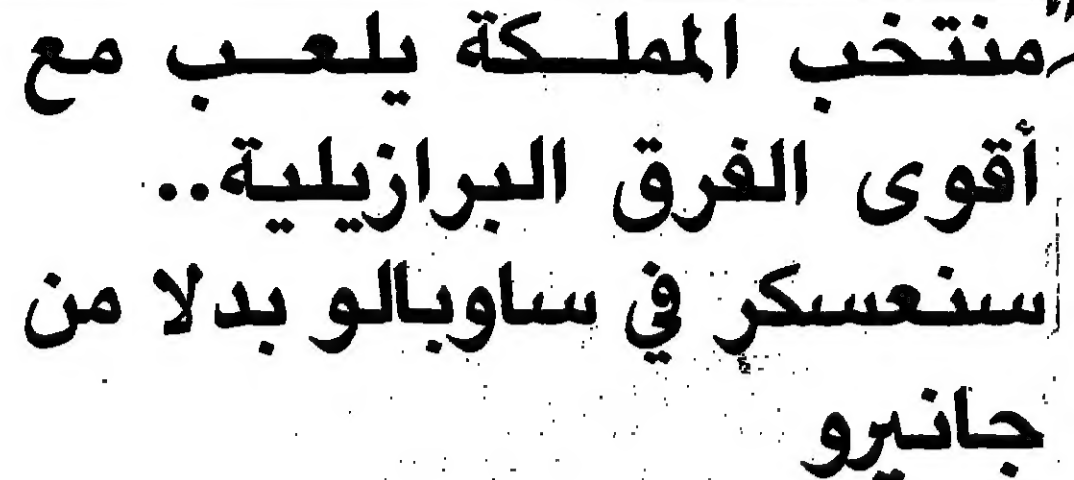 منتخب المملكة يلعب مع
أقوى الفرق البرازيلية..
سنعسكر في ساوبالو بدلا من
جانيرو